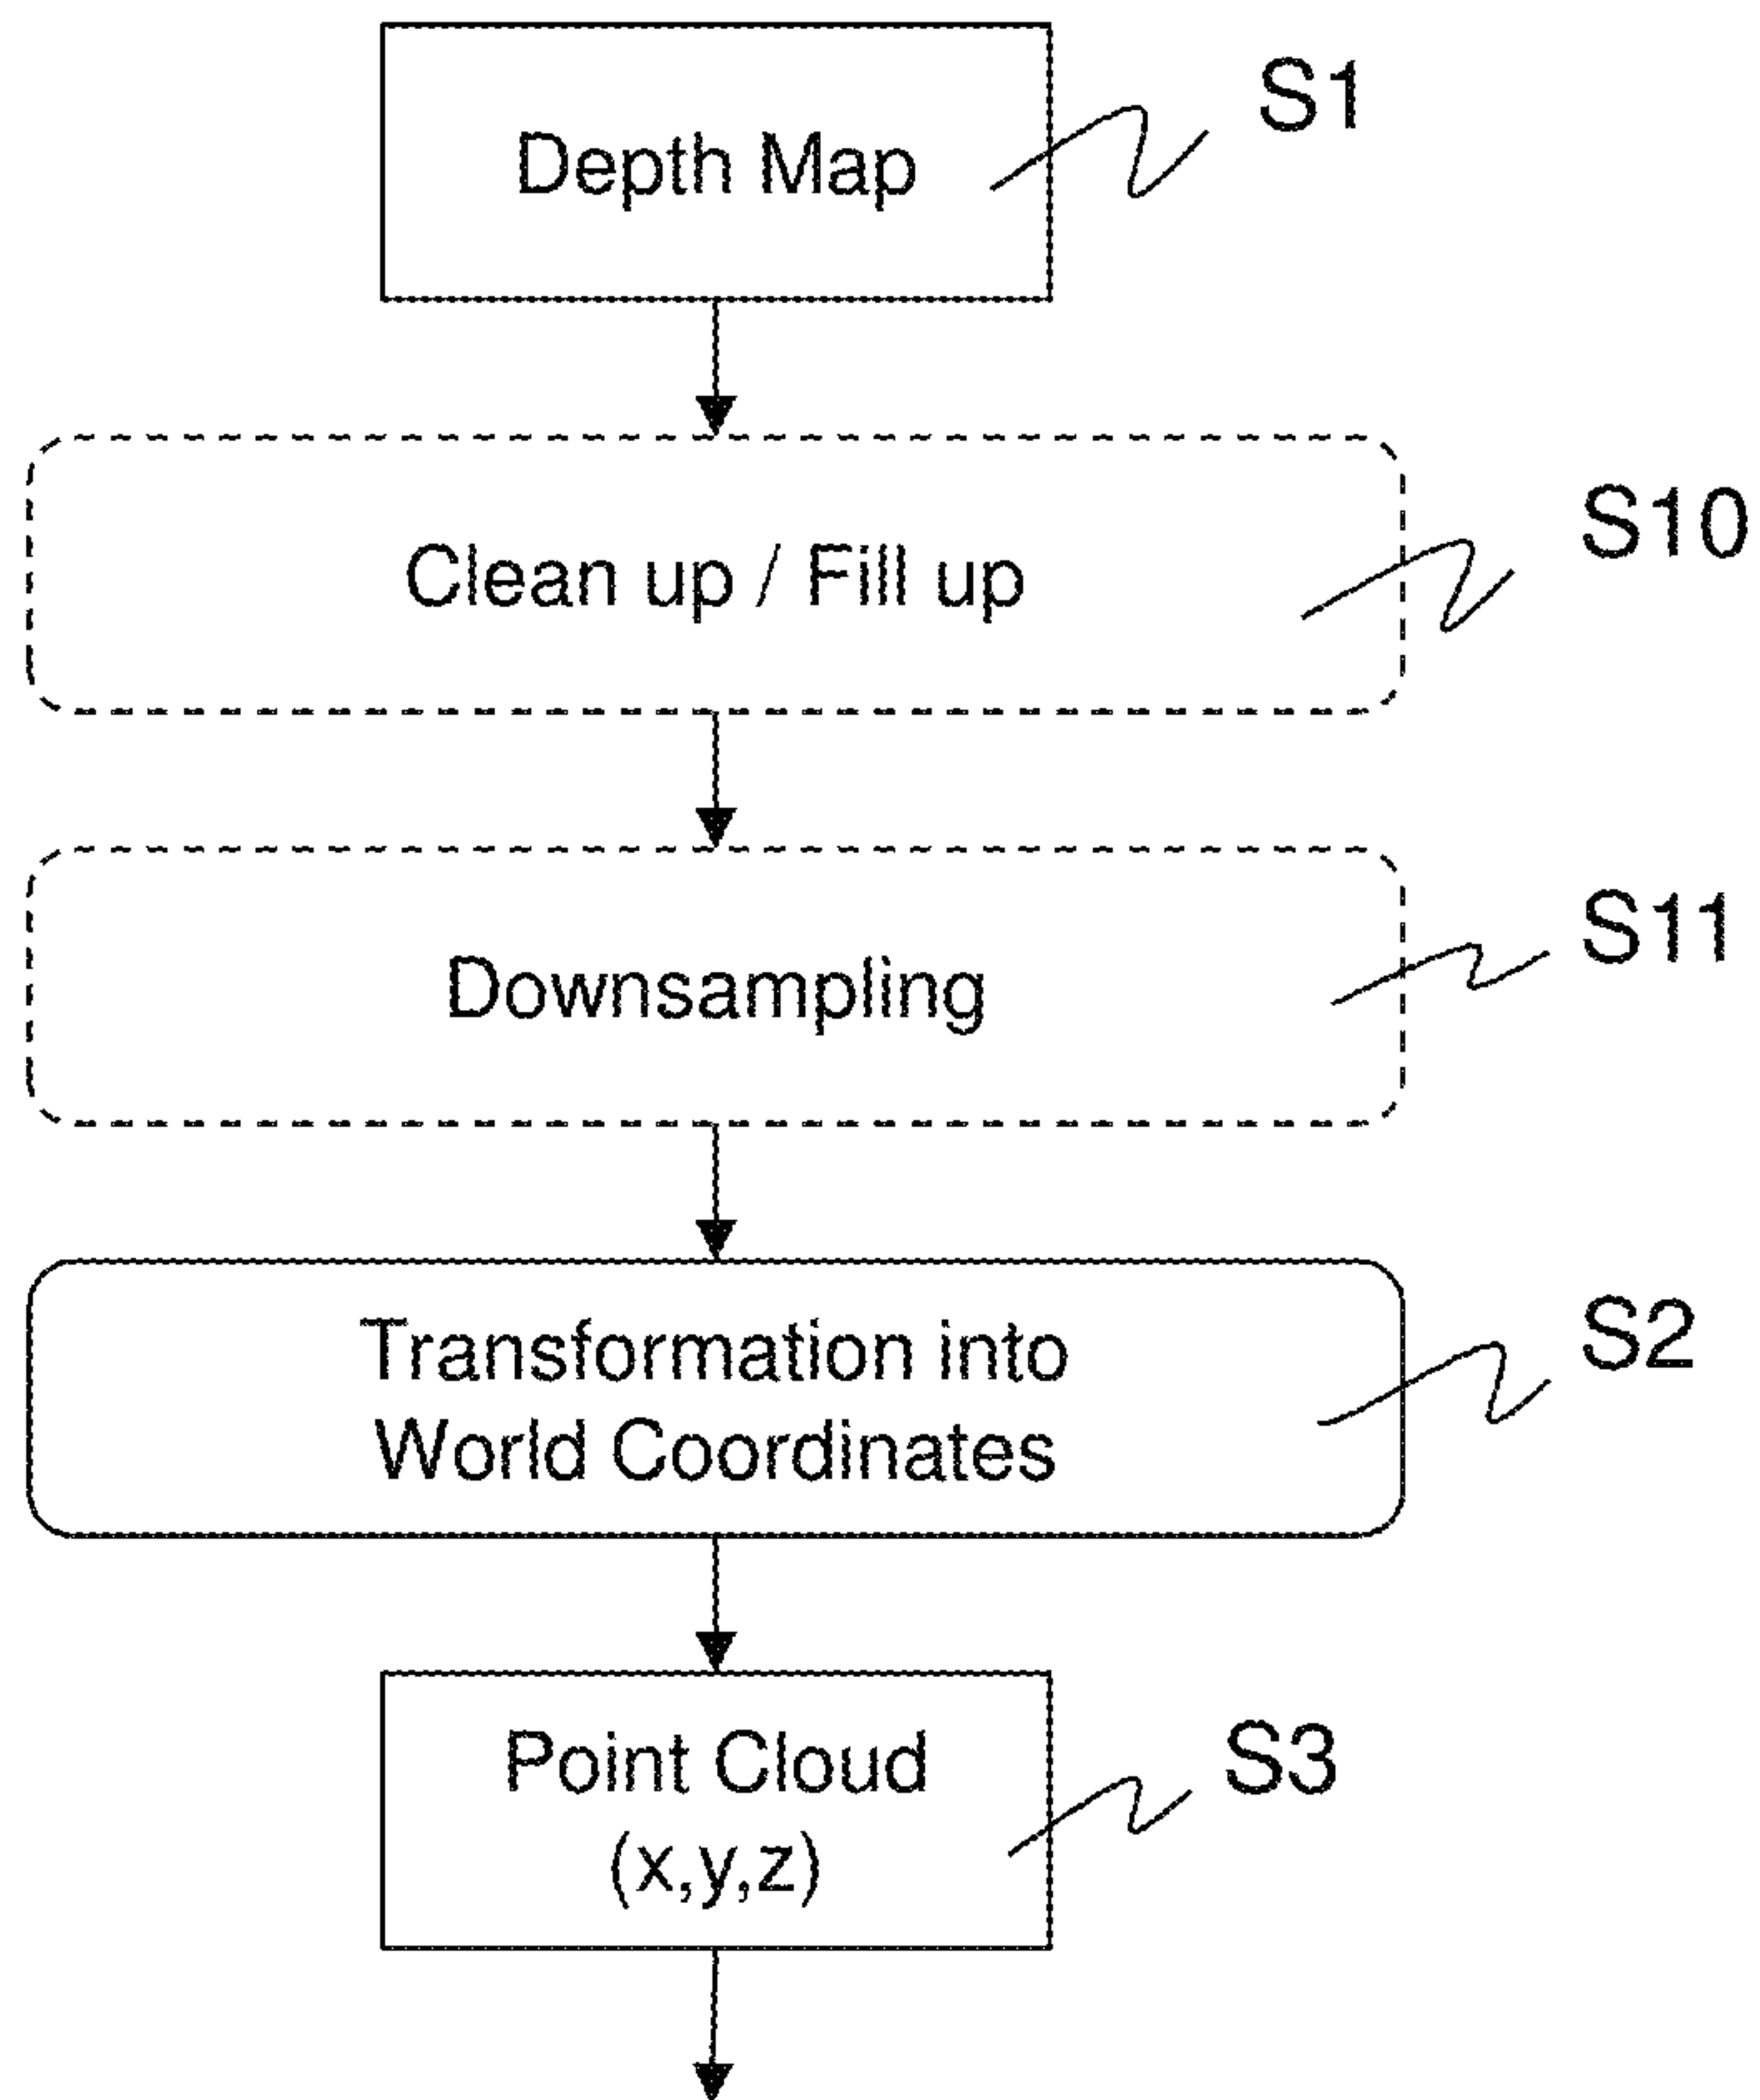 Depth Map
S1
Clean up / Fill up
S10
Downsampling
S11
Transformation into
World Coordinates
S2
Point Cloud
(x,y,z)
S3